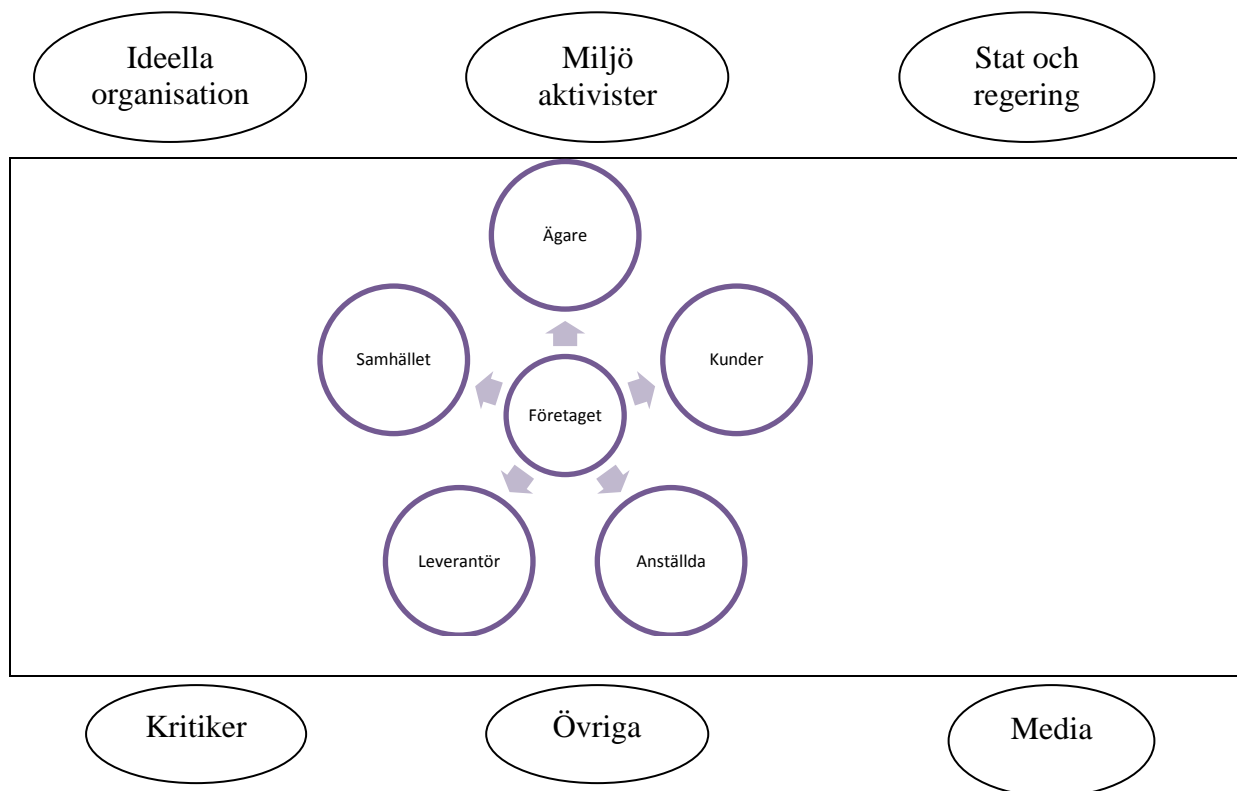 Ideella
organisation
Miljö
aktivister
Stat och
regering
Ägare
Samhället
Kunder
Företaget
Leverantör
Anställda
Kritiker
Övriga
Media